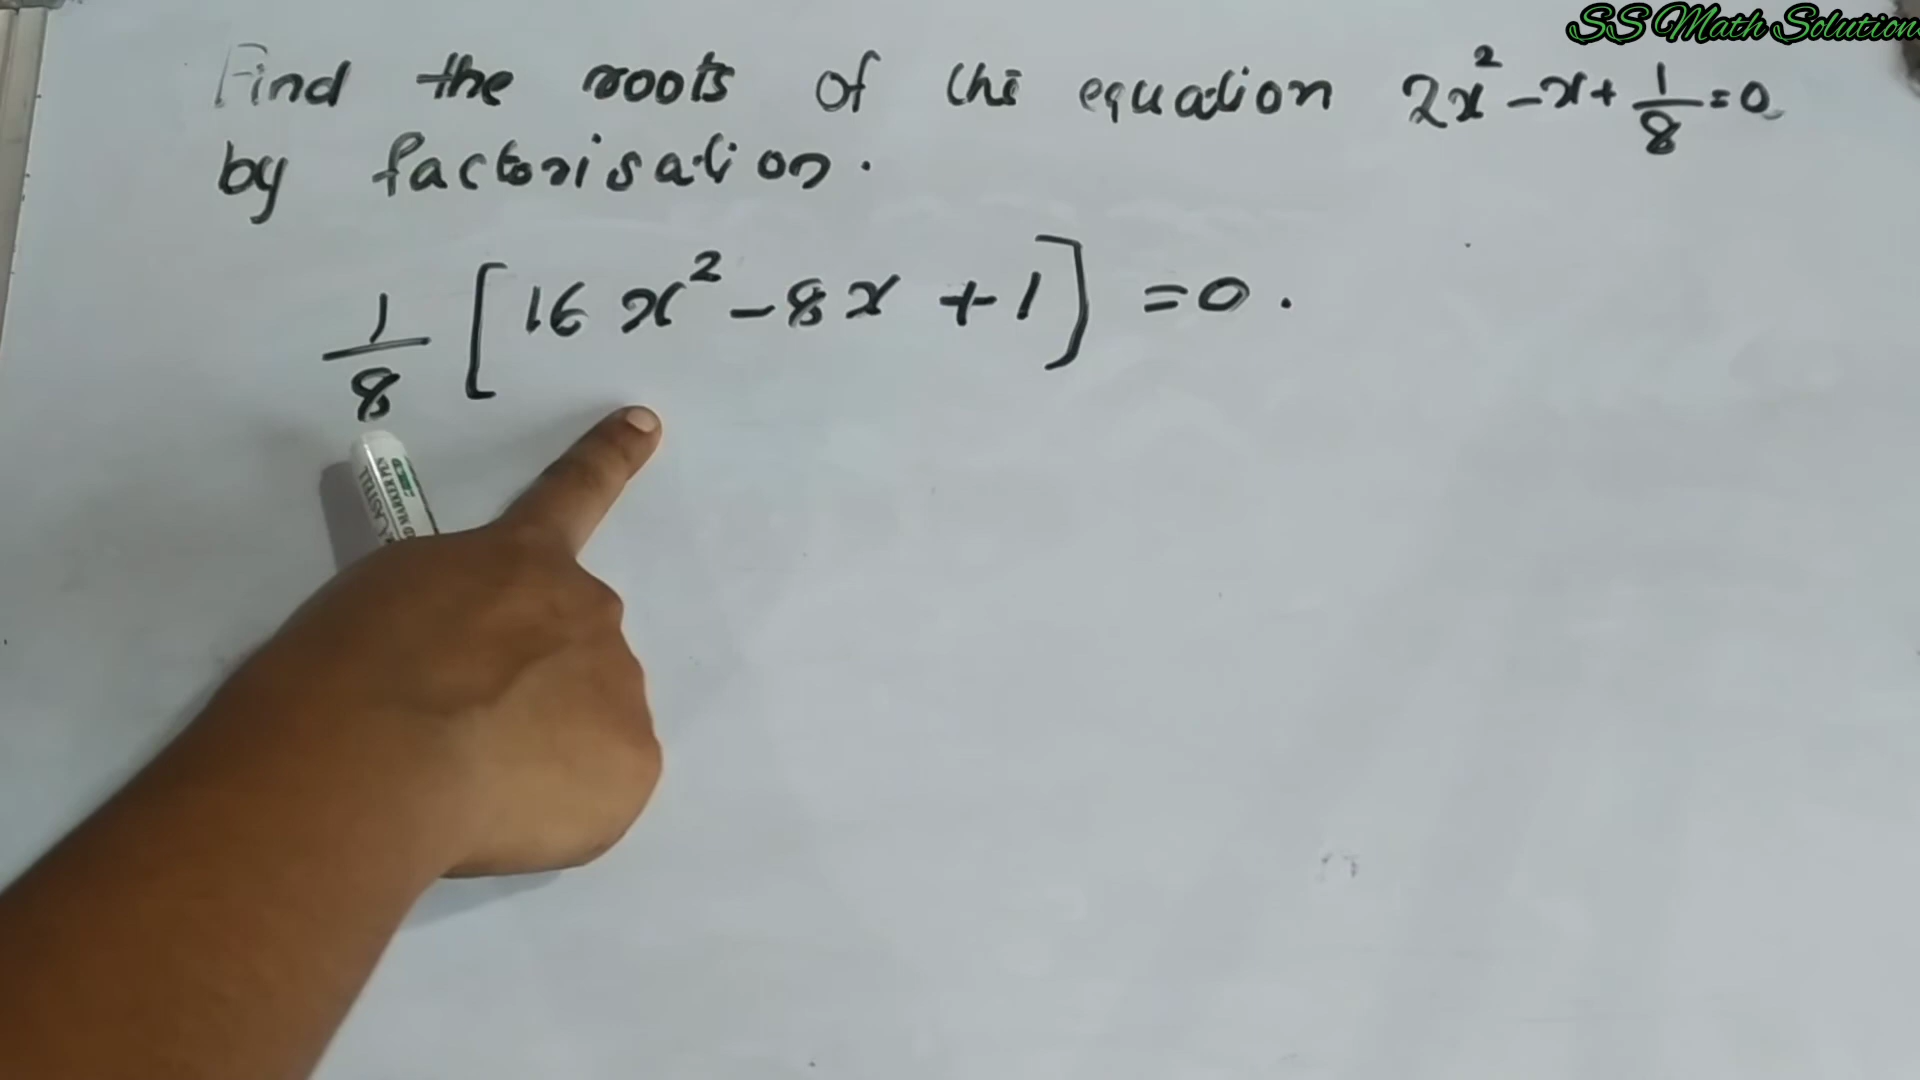 SS Math Solution
Find the roots of the equation 2x² - x + 1/8 = 0
by factorisation.
1/8 [16x² - 8x + 1] = 0.